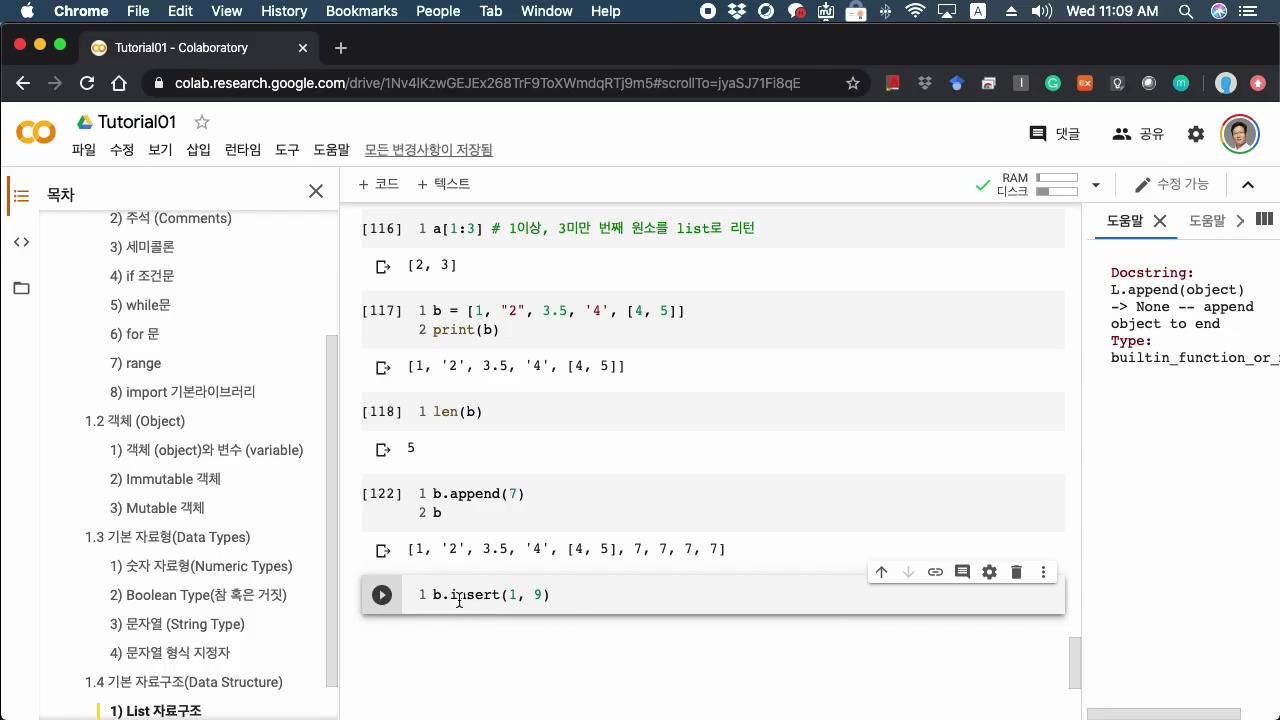 Chrome File Edit View History Bookmarks People Tab Window Help A Wed 11:09 AM
Tutorial01 - Colaboratory
colab.research.google.com/drive/1Nv4lKzwGEJEx268TrF9ToXWmdqRTj9m5#scrollTo=jyaSJ71Fi8qE
Tutorial01
댓글 공유
파일 수정 보기 삽입 런타임 도구 도움말 모든 변경사항이 저장됨
목차
+ 코드 + 텍스트
RAM
디스크
수정 가능
2) 주석 (Comments)
3) 세미콜론
4) if 조건문
5) while문
6) for 문
7) range
8) import 기본라이브러리
1.2 객체 (Object)
1) 객체 (object)와 변수 (variable)
2) Immutable 객체
3) Mutable 객체
1.3 기본 자료형(Data Types)
1) 숫자 자료형(Numeric Types)
2) Boolean Type(참 혹은 거짓)
3) 문자열 (String Type)
4) 문자열 형식 지정자
1.4 기본 자료구조(Data Structure)
1) List 자료구조
[116] 1 a[1:3] # 1이상, 3미만 번째 원소를 list로 리턴
[2, 3]
[117] 1 b = [1, "2", 3.5, '4', [4, 5]]
2 print(b)
[1, '2', 3.5, '4', [4, 5]]
[118] 1 len(b)
5
[122] 1 b.append(7)
2 b
[1, '2', 3.5, '4', [4, 5], 7, 7, 7, 7]
1 b.insert(1, 9)
도움말 도움말
Docstring:
L.append(object)
-> None -- append
object to end
Type:
builtin_function_or_